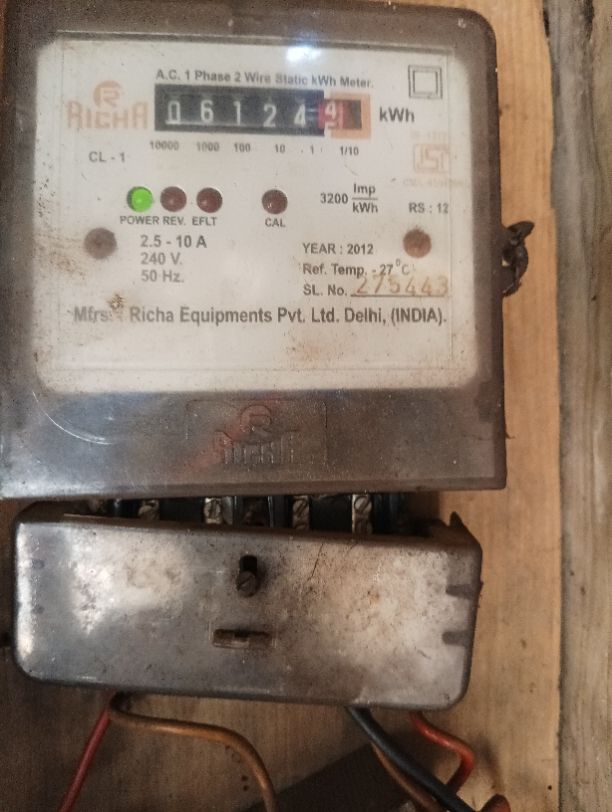 A.C. 1 Phase 2 Wire Static kWh Meter.
RICHA
0 6 1 2 4 4 kWh
10000 1000 100 10 1 1/10
CL - 1
3200 Imp
kWh
RS : 12
POWER REV. EFLT CAL
2.5 - 10 A
240 V.
50 Hz.
YEAR : 2012
Ref. Temp. - 27°C
SL. No. 275443
Mfrs. Richa Equipments Pvt. Ltd. Delhi, (INDIA).
RICHA